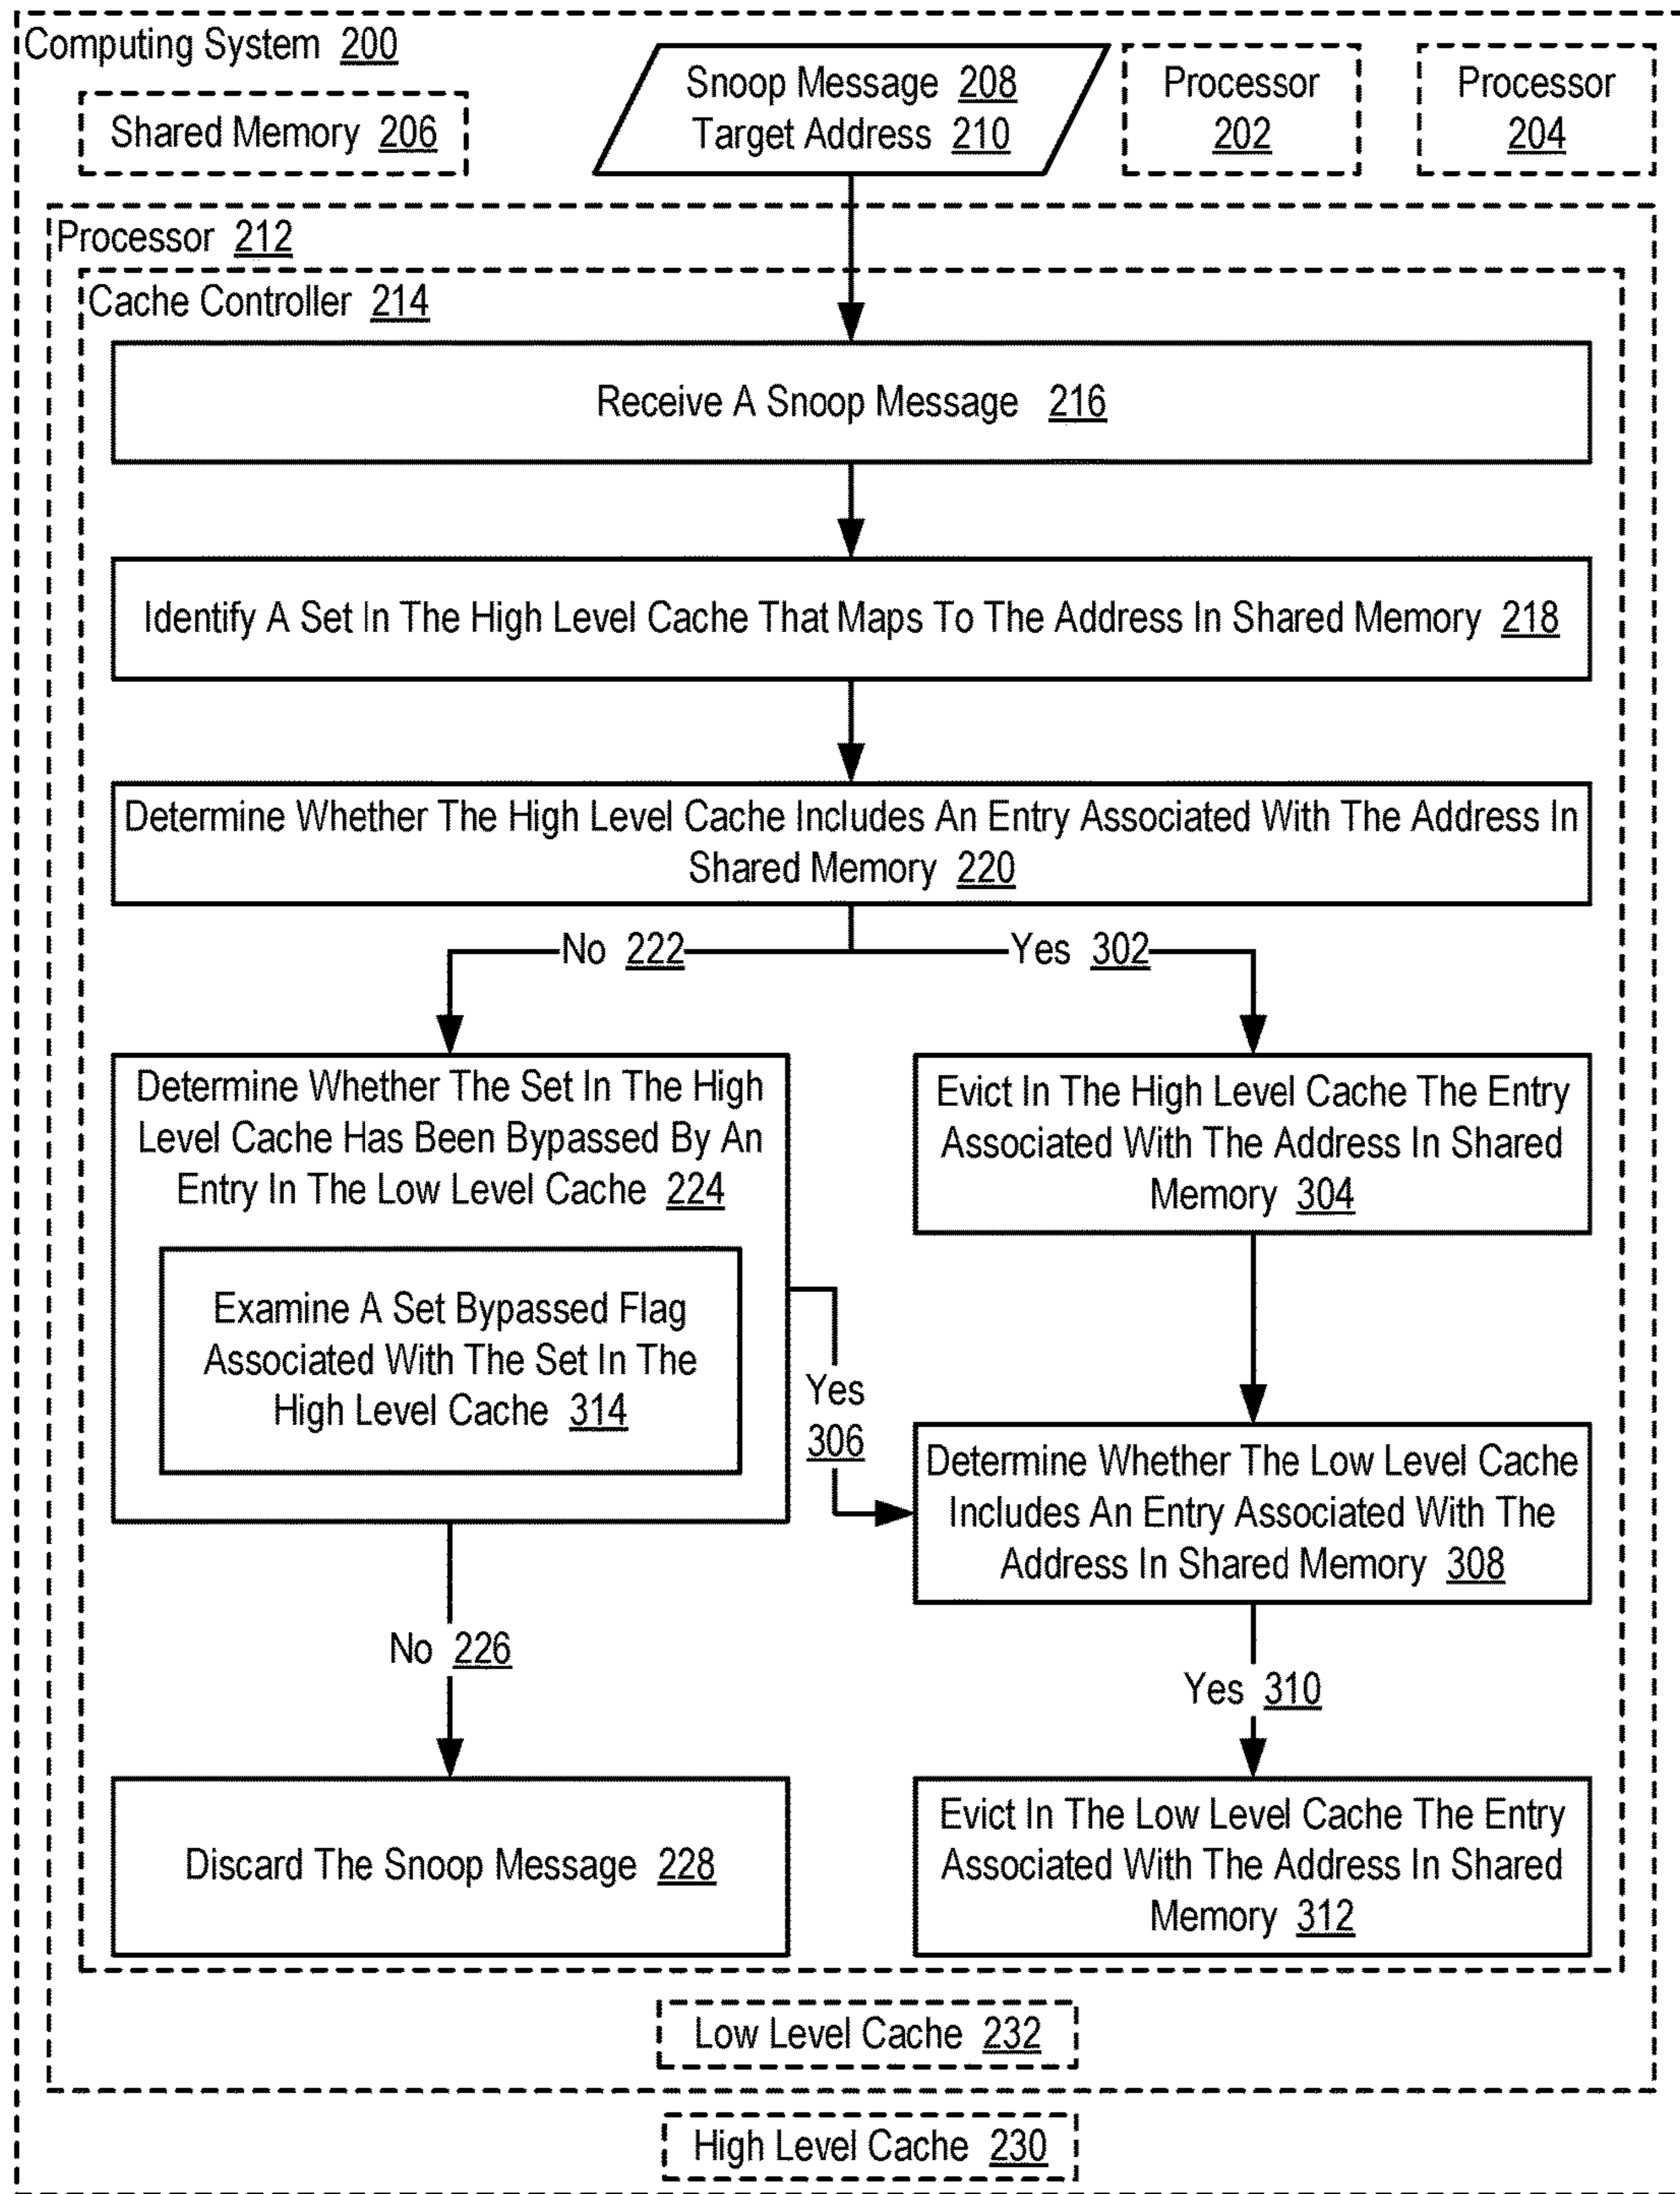 Computing System 200
Shared Memory 206
Snoop Message 208
Target Address 210
Processor
202
Processor
204
Processor 212
Cache Controller 214
Receive A Snoop Message 216
Identify A Set In The High Level Cache That Maps To The Address In Shared Memory 218
Determine Whether The High Level Cache Includes An Entry Associated With The Address In
Shared Memory 220
No 222
Yes 302
Determine Whether The Set In The High
Level Cache Has Been Bypassed By An
Entry In The Low Level Cache 224
Examine A Set Bypassed Flag
Associated With The Set In The
High Level Cache 314
Evict In The High Level Cache The Entry
Associated With The Address In Shared
Memory 304
Yes
306
Determine Whether The Low Level Cache
Includes An Entry Associated With The
Address In Shared Memory 308
No 226
Yes 310
Discard The Snoop Message 228
Evict In The Low Level Cache The Entry
Associated With The Address In Shared
Memory 312
Low Level Cache 232
High Level Cache 230